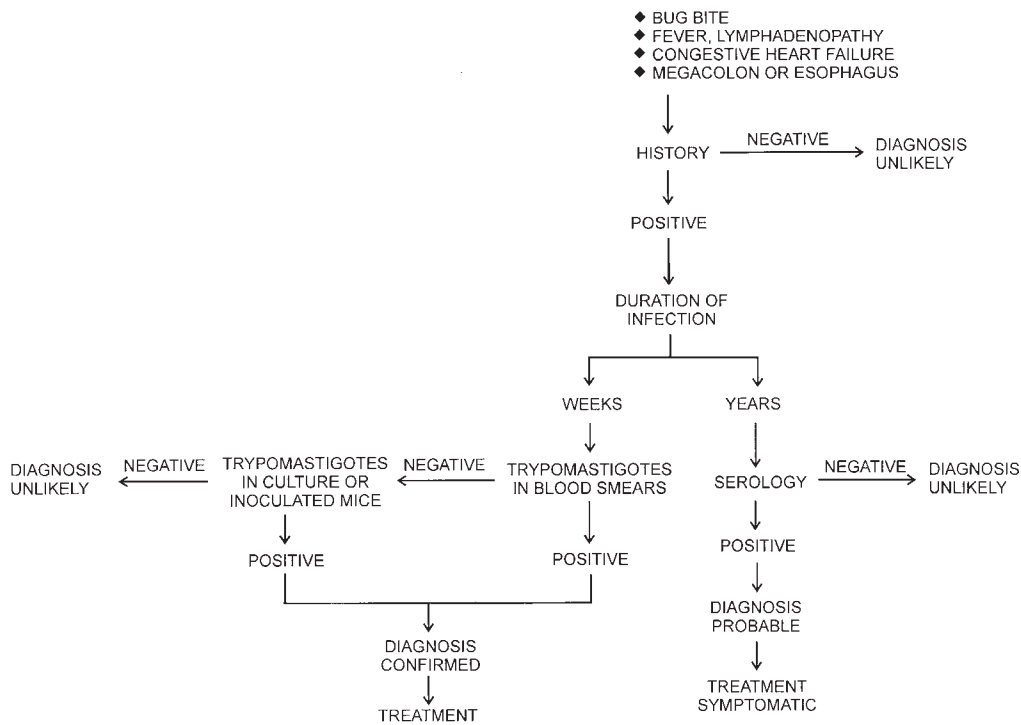 ◆ BUG BITE
◆ FEVER, LYMPHADENOPATHY
◆ CONGESTIVE HEART FAILURE
◆ MEGACOLON OR ESOPHAGUS
HISTORY
NEGATIVE
DIAGNOSIS
UNLIKELY
POSITIVE
DURATION OF
INFECTION
WEEKS
YEARS
DIAGNOSIS
UNLIKELY
NEGATIVE
TRYPOMASTIGOTES
IN CULTURE OR
INOCULATED MICE
NEGATIVE
TRYPOMASTIGOTES
IN BLOOD SMEARS
SEROLOGY
NEGATIVE
DIAGNOSIS
UNLIKELY
POSITIVE
POSITIVE
POSITIVE
DIAGNOSIS
CONFIRMED
TREATMENT
DIAGNOSIS
PROBABLE
TREATMENT
SYMPTOMATIC